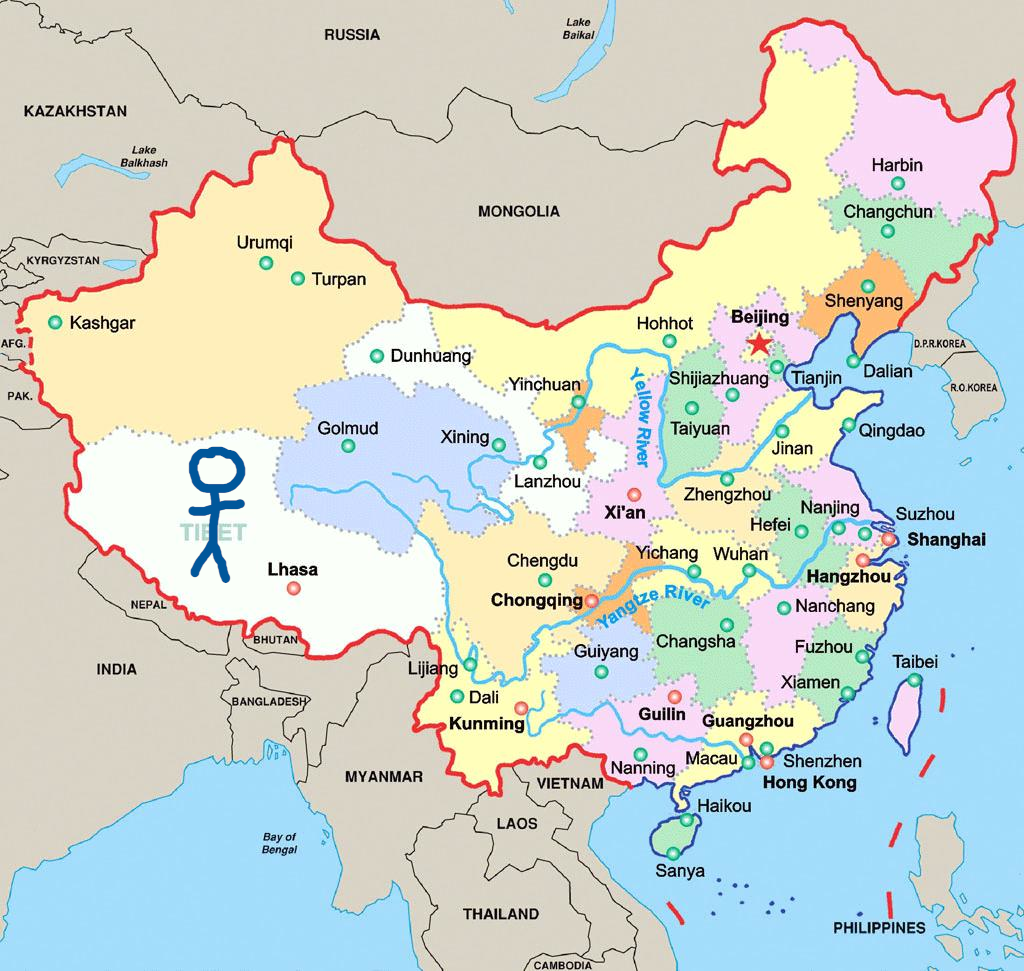 RUSSIA
Lake
Baikal
KAZAKHSTAN
Lake
Balkhash
MONGOLIA
Harbin
Changchun
KYRGYZSTAN
Urumqi
Turpan
Shenyang
Kashgar
Hohhot
Beijing
AFG.
Dunhuang
D.P.R.KOREA
Shijiazhuang
Tianjin
Dalian
PAK.
Yinchuan
R.O.KOREA
Yellow River
Golmud
Xining
Taiyuan
Qingdao
Jinan
Lanzhou
Zhengzhou
Xi'an
Nanjing
Suzhou
TIBET
Hefei
Shanghai
Lhasa
Chengdu
Yichang
Wuhan
Hangzhou
Chongqing
Yangtze River
Nanchang
NEPAL
Changsha
BHUTAN
Guiyang
Fuzhou
INDIA
Lijiang
Taibei
Xiamen
BANGLADESH
Dali
Kunming
Guilin
Guangzhou
MYANMAR
VIETNAM
Nanning
Macau
Shenzhen
Hong Kong
LAOS
Haikou
Bay of
Bengal
Sanya
THAILAND
PHILIPPINES
CAMBODIA